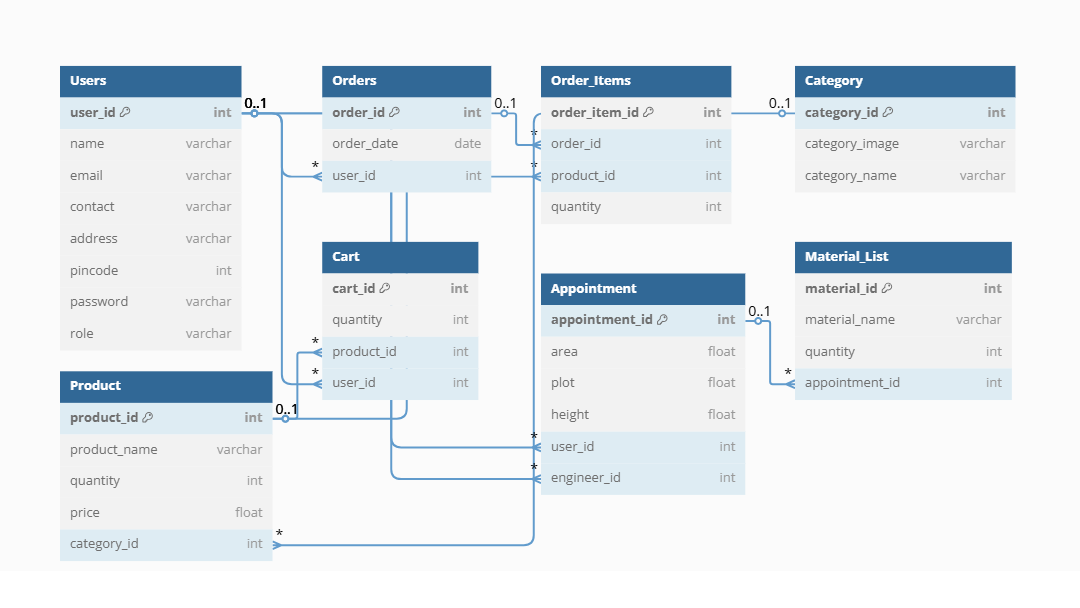 Users
user_id int
name varchar
email varchar
contact varchar
address varchar
pincode int
password varchar
role varchar
0..1
Orders
order_id int
order_date date
* user_id int
0..1
Order_Items
order_item_id int
* order_id int
* product_id int
quantity int
0..1
Category
category_id int
category_image varchar
category_name varchar
Cart
cart_id int
quantity int
* product_id int
* user_id int
Appointment
appointment_id int
area float
plot float
height float
* user_id int
* engineer_id int
0..1
Material_List
material_id int
material_name varchar
quantity int
* appointment_id int
Product
product_id int
product_name varchar
quantity int
price float
category_id int
0..1
*